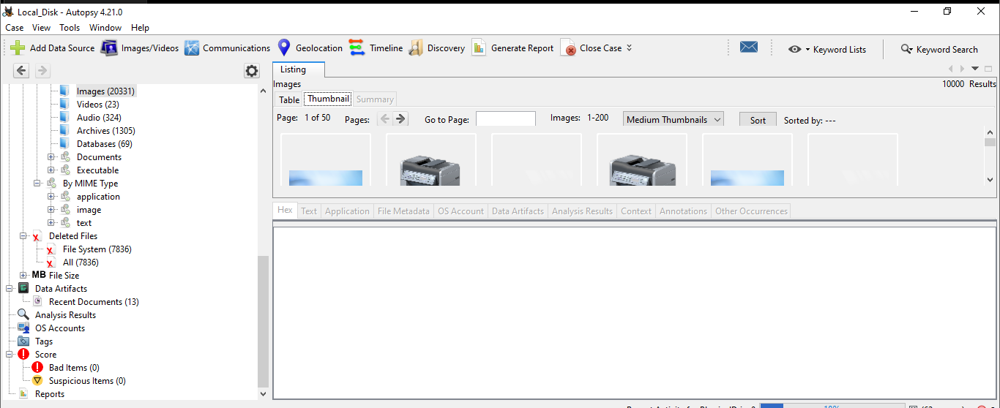 Local_Disk - Autopsy 4.21.0
Case View Tools Window Help
Add Data Source Images/Videos Communications Geolocation Timeline Discovery Generate Report Close Case Keyword Lists Keyword Search
Listing
Images 10000 Results
Table Thumbnail Summary
Page: 1 of 50 Pages: Go to Page: Images: 1-200 Medium Thumbnails Sort Sorted by: ---
Images (20331)
Videos (23)
Audio (324)
Archives (1305)
Databases (69)
Documents
Executable
By MIME Type
application
image
text
Deleted Files
File System (7836)
All (7836)
MB File Size
Data Artifacts
Recent Documents (13)
Analysis Results
OS Accounts
Tags
Score
Bad Items (0)
Suspicious Items (0)
Reports
Hex Text Application File Metadata OS Account Data Artifacts Analysis Results Context Annotations Other Occurrences